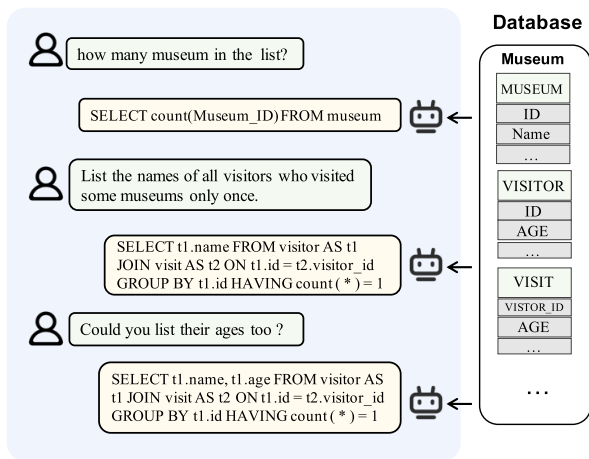 how many museum in the list?
SELECT count(Museum_ID) FROM museum
List the names of all visitors who visited
some museums only once.
SELECT t1.name FROM visitor AS t1
JOIN visit AS t2 ON t1.id = t2.visitor_id
GROUP BY t1.id HAVING count ( * ) = 1
Could you list their ages too ?
SELECT t1.name, t1.age FROM visitor AS
t1 JOIN visit AS t2 ON t1.id = t2.visitor_id
GROUP BY t1.id HAVING count ( * ) = 1
Database
Museum
MUSEUM
ID
Name
...
VISITOR
ID
AGE
...
VISIT
VISTOR_ID
AGE
...
...